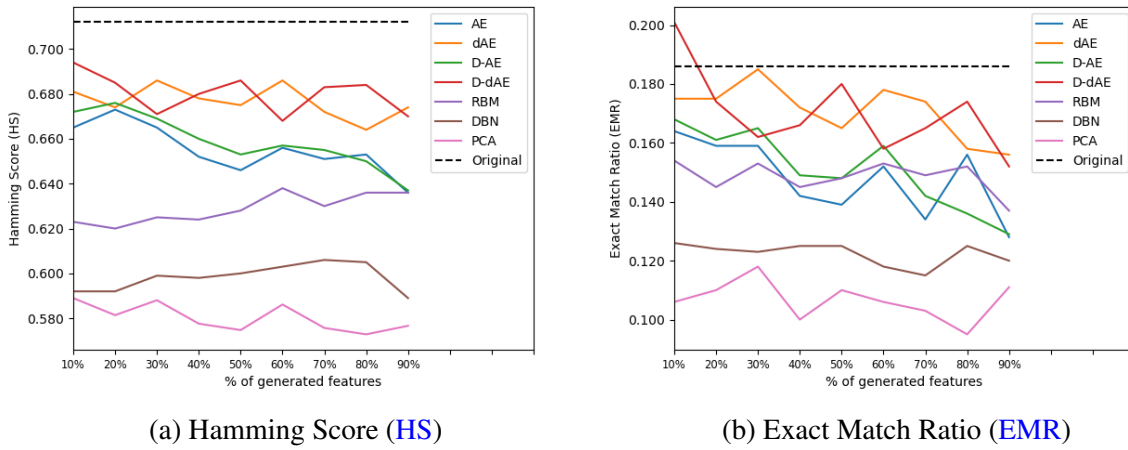 0.700
0.680
0.660
0.640
0.620
0.600
0.580
Hamming Score (HS)
10% 20% 30% 40% 50% 60% 70% 80% 90%
% of generated features
AE
dAE
D-AE
D-dAE
RBM
DBN
PCA
Original
(a) Hamming Score (HS)
0.200
0.180
0.160
0.140
0.120
0.100
Exact Match Ratio (EMR)
10% 20% 30% 40% 50% 60% 70% 80% 90%
% of generated features
AE
dAE
D-AE
D-dAE
RBM
DBN
PCA
Original
(b) Exact Match Ratio (EMR)